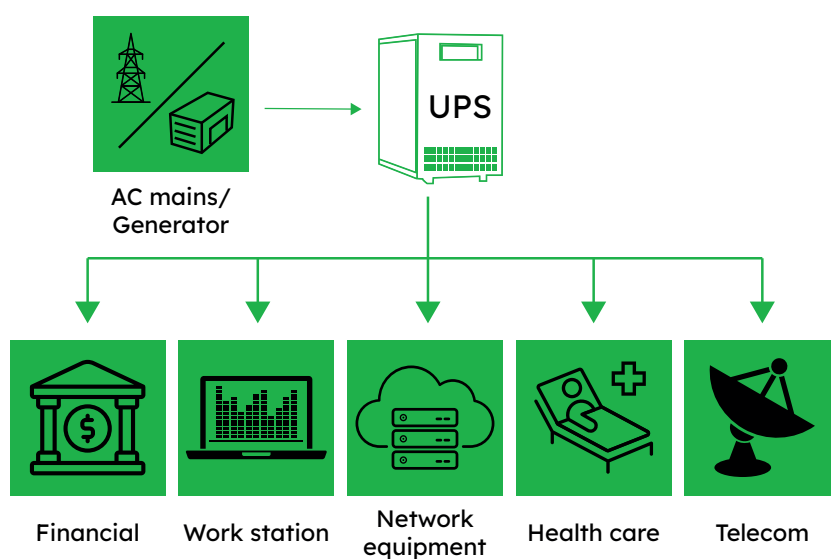 UPS
AC mains/
Generator
$
Financial
Work station
Network
equipment
Health care
Telecom